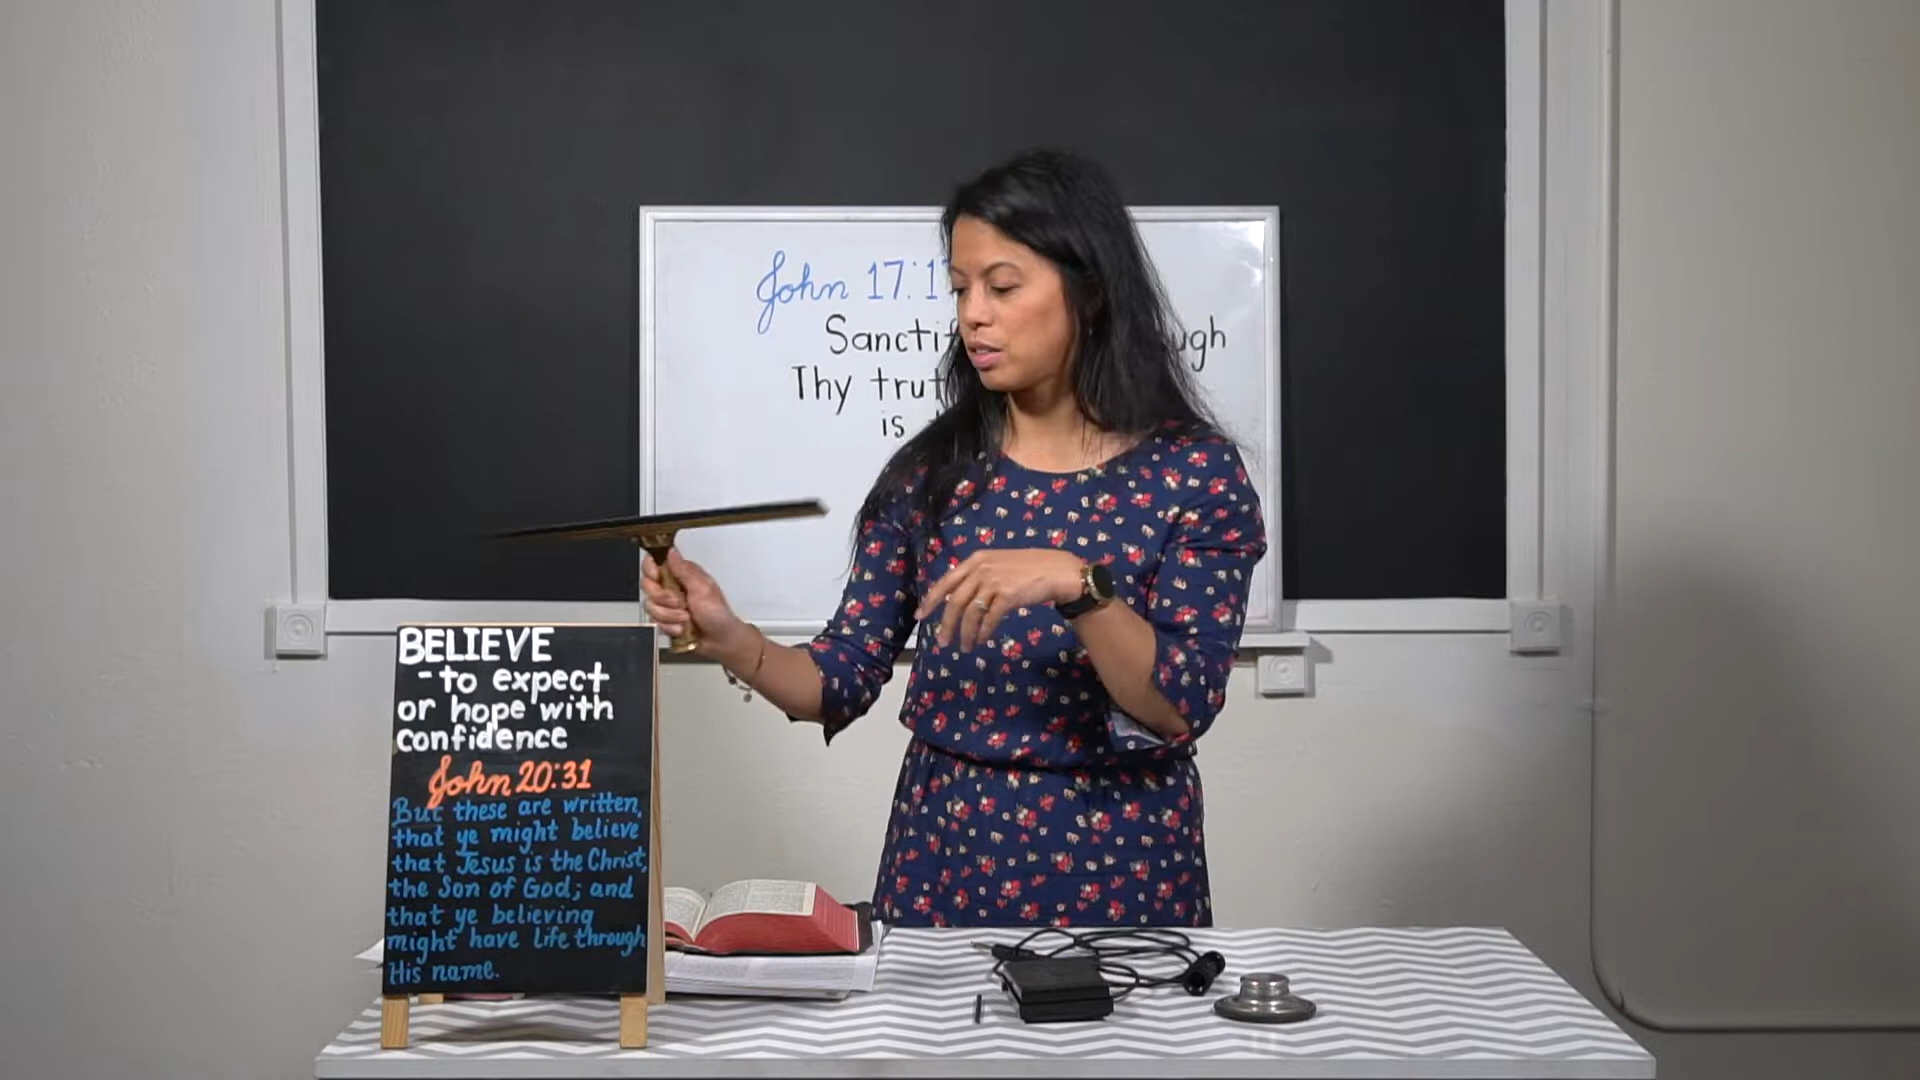 John 17:1
Sanctif ugh
Thy trut
is
BELIEVE
-to expect
or hope with
confidence
John 20:31
But these are written,
that ye might believe
that Jesus is the Christ,
the Son of God; and
that ye believing
might have life through
His name.